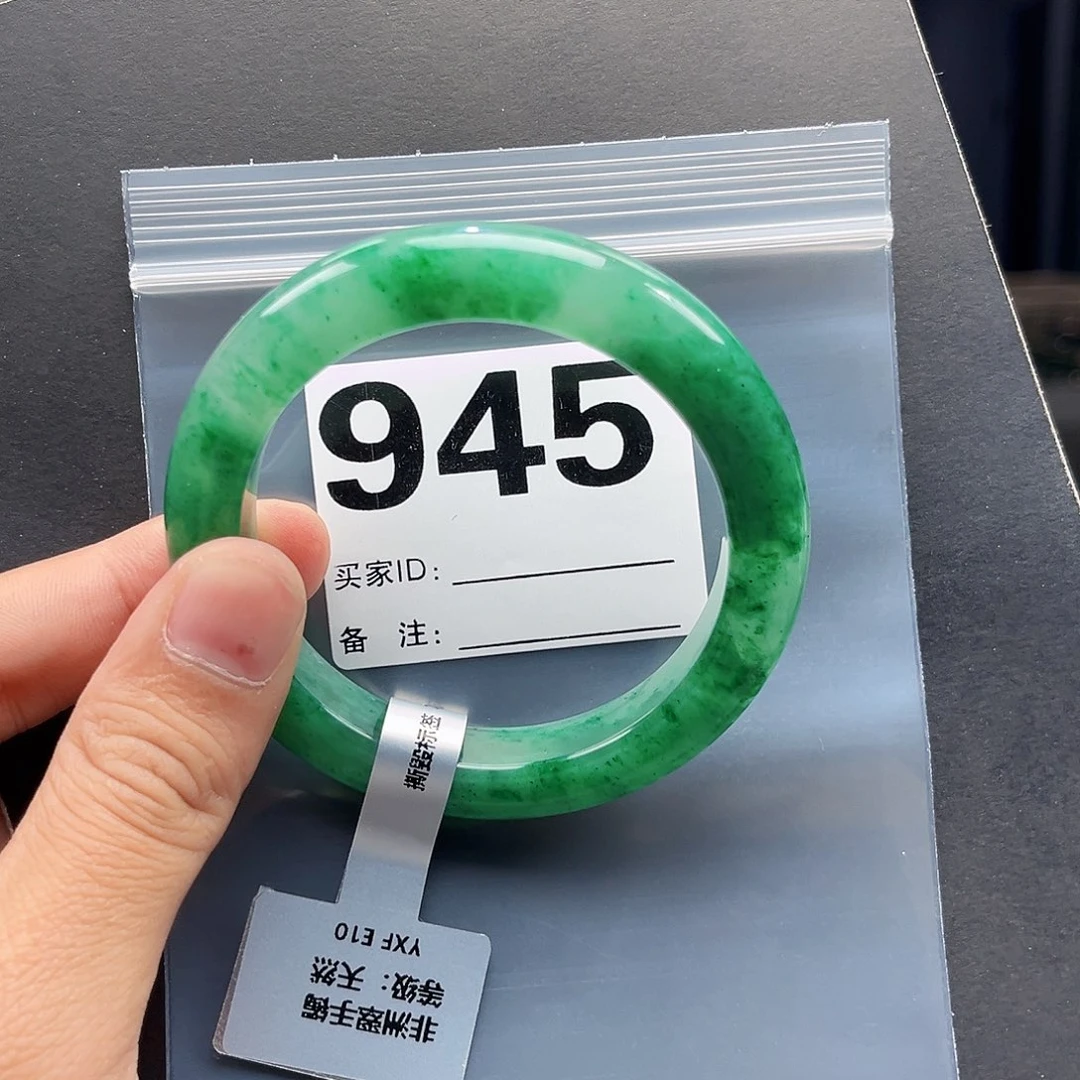 945
买家ID:
备 注:
撕毁标签
非洲翠手镯
等级: 天然
YXF E10